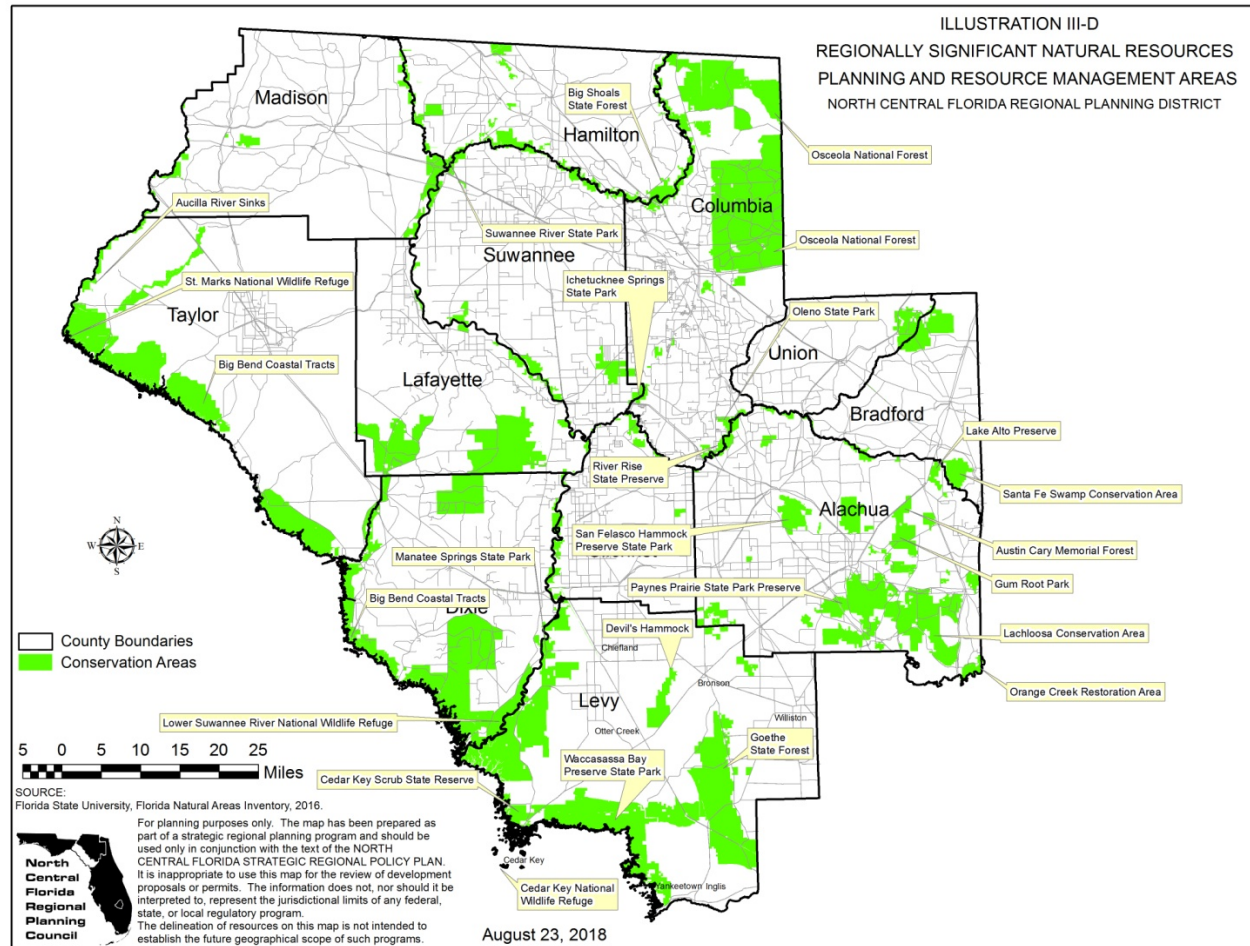 ILLUSTRATION III-D
REGIONALLY SIGNIFICANT NATURAL RESOURCES
PLANNING AND RESOURCE MANAGEMENT AREAS
NORTH CENTRAL FLORIDA REGIONAL PLANNING DISTRICT
Madison
Big Shoals
State Forest
Hamilton
Osceola National Forest
Aucilla River Sinks
Columbia
Suwannee River State Park
Osceola National Forest
Suwannee
St. Marks National Wildlife Refuge
Ichetucknee Springs
State Park
Taylor
Oleno State Park
Union
Big Bend Coastal Tracts
Lafayette
Bradford
Lake Alto Preserve
River Rise
State Preserve
Santa Fe Swamp Conservation Area
Alachua
San Felasco Hammock
Preserve State Park
Austin Cary Memorial Forest
N
W
E
S
Manatee Springs State Park
Gum Root Park
Paynes Prairie State Park Preserve
Big Bend Coastal Tracts
Dixie
Devil's Hammock
Lachloosa Conservation Area
County Boundaries
Conservation Areas
Chiefland
Orange Creek Restoration Area
Bronson
Levy
Lower Suwannee River National Wildlife Refuge
Williston
Otter Creek
Goethe
State Forest
5 0 5 10 15 20 25
Miles
Waccasassa Bay
Preserve State Park
Cedar Key Scrub State Reserve
SOURCE:
Florida State University, Florida Natural Areas Inventory, 2016.
Cedar Key
Cedar Key National
Wildlife Refuge
Yankeetown
Inglis
North
Central
Florida
Regional
Planning
Council
For planning purposes only. The map has been prepared as
part of a strategic regional planning program and should be
used only in conjunction with the text of the NORTH
CENTRAL FLORIDA STRATEGIC REGIONAL POLICY PLAN.
It is inappropriate to use this map for the review of development
proposals or permits. The information does not, nor should it be
interpreted to, represent the jurisdictional limits of any federal,
state, or local regulatory program.
The delineation of resources on this map is not intended to
establish the future geographical scope of such programs.
August 23, 2018